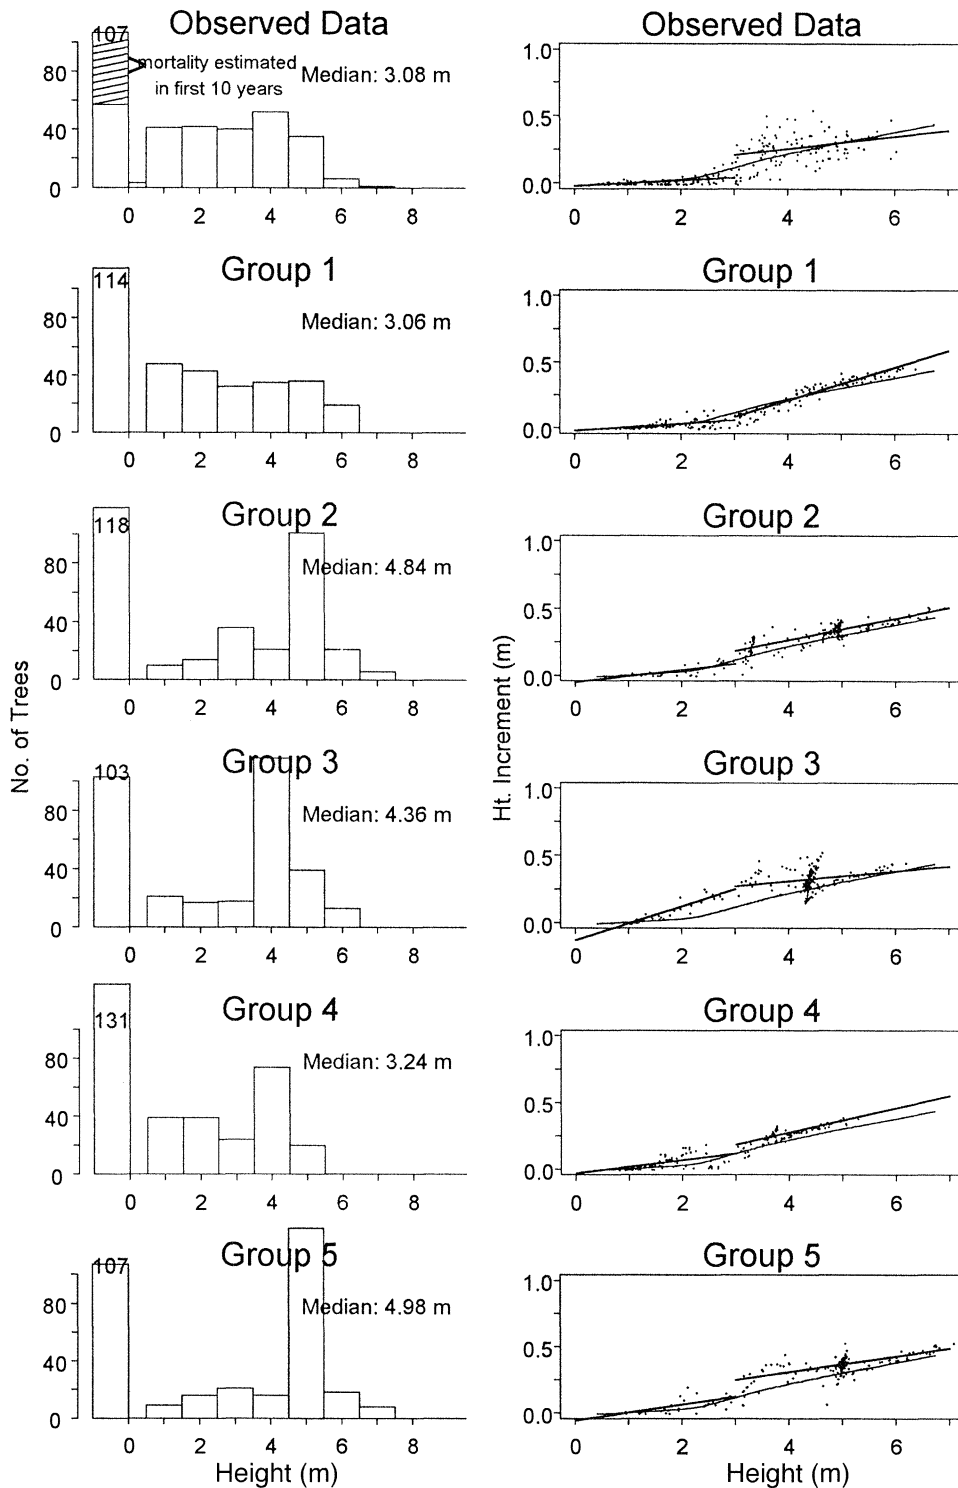 Observed Data
107
mortality estimated
in first 10 years
Median: 3.08 m
80
40
0
0 2 4 6 8
Observed Data
1.0
0.5
0.0
0 2 4 6
Group 1
114
Median: 3.06 m
80
40
0
0 2 4 6 8
Group 1
1.0
0.5
0.0
0 2 4 6
Group 2
118
Median: 4.84 m
80
40
0
0 2 4 6 8
Group 2
1.0
0.5
0.0
0 2 4 6
No. of Trees
Ht. Increment (m)
Group 3
103
Median: 4.36 m
80
40
0
0 2 4 6 8
Group 3
1.0
0.5
0.0
0 2 4 6
Group 4
131
Median: 3.24 m
80
40
0
0 2 4 6 8
Group 4
1.0
0.5
0.0
0 2 4 6
Group 5
107
Median: 4.98 m
80
40
0
0 2 4 6 8
Height (m)
Group 5
1.0
0.5
0.0
0 2 4 6
Height (m)